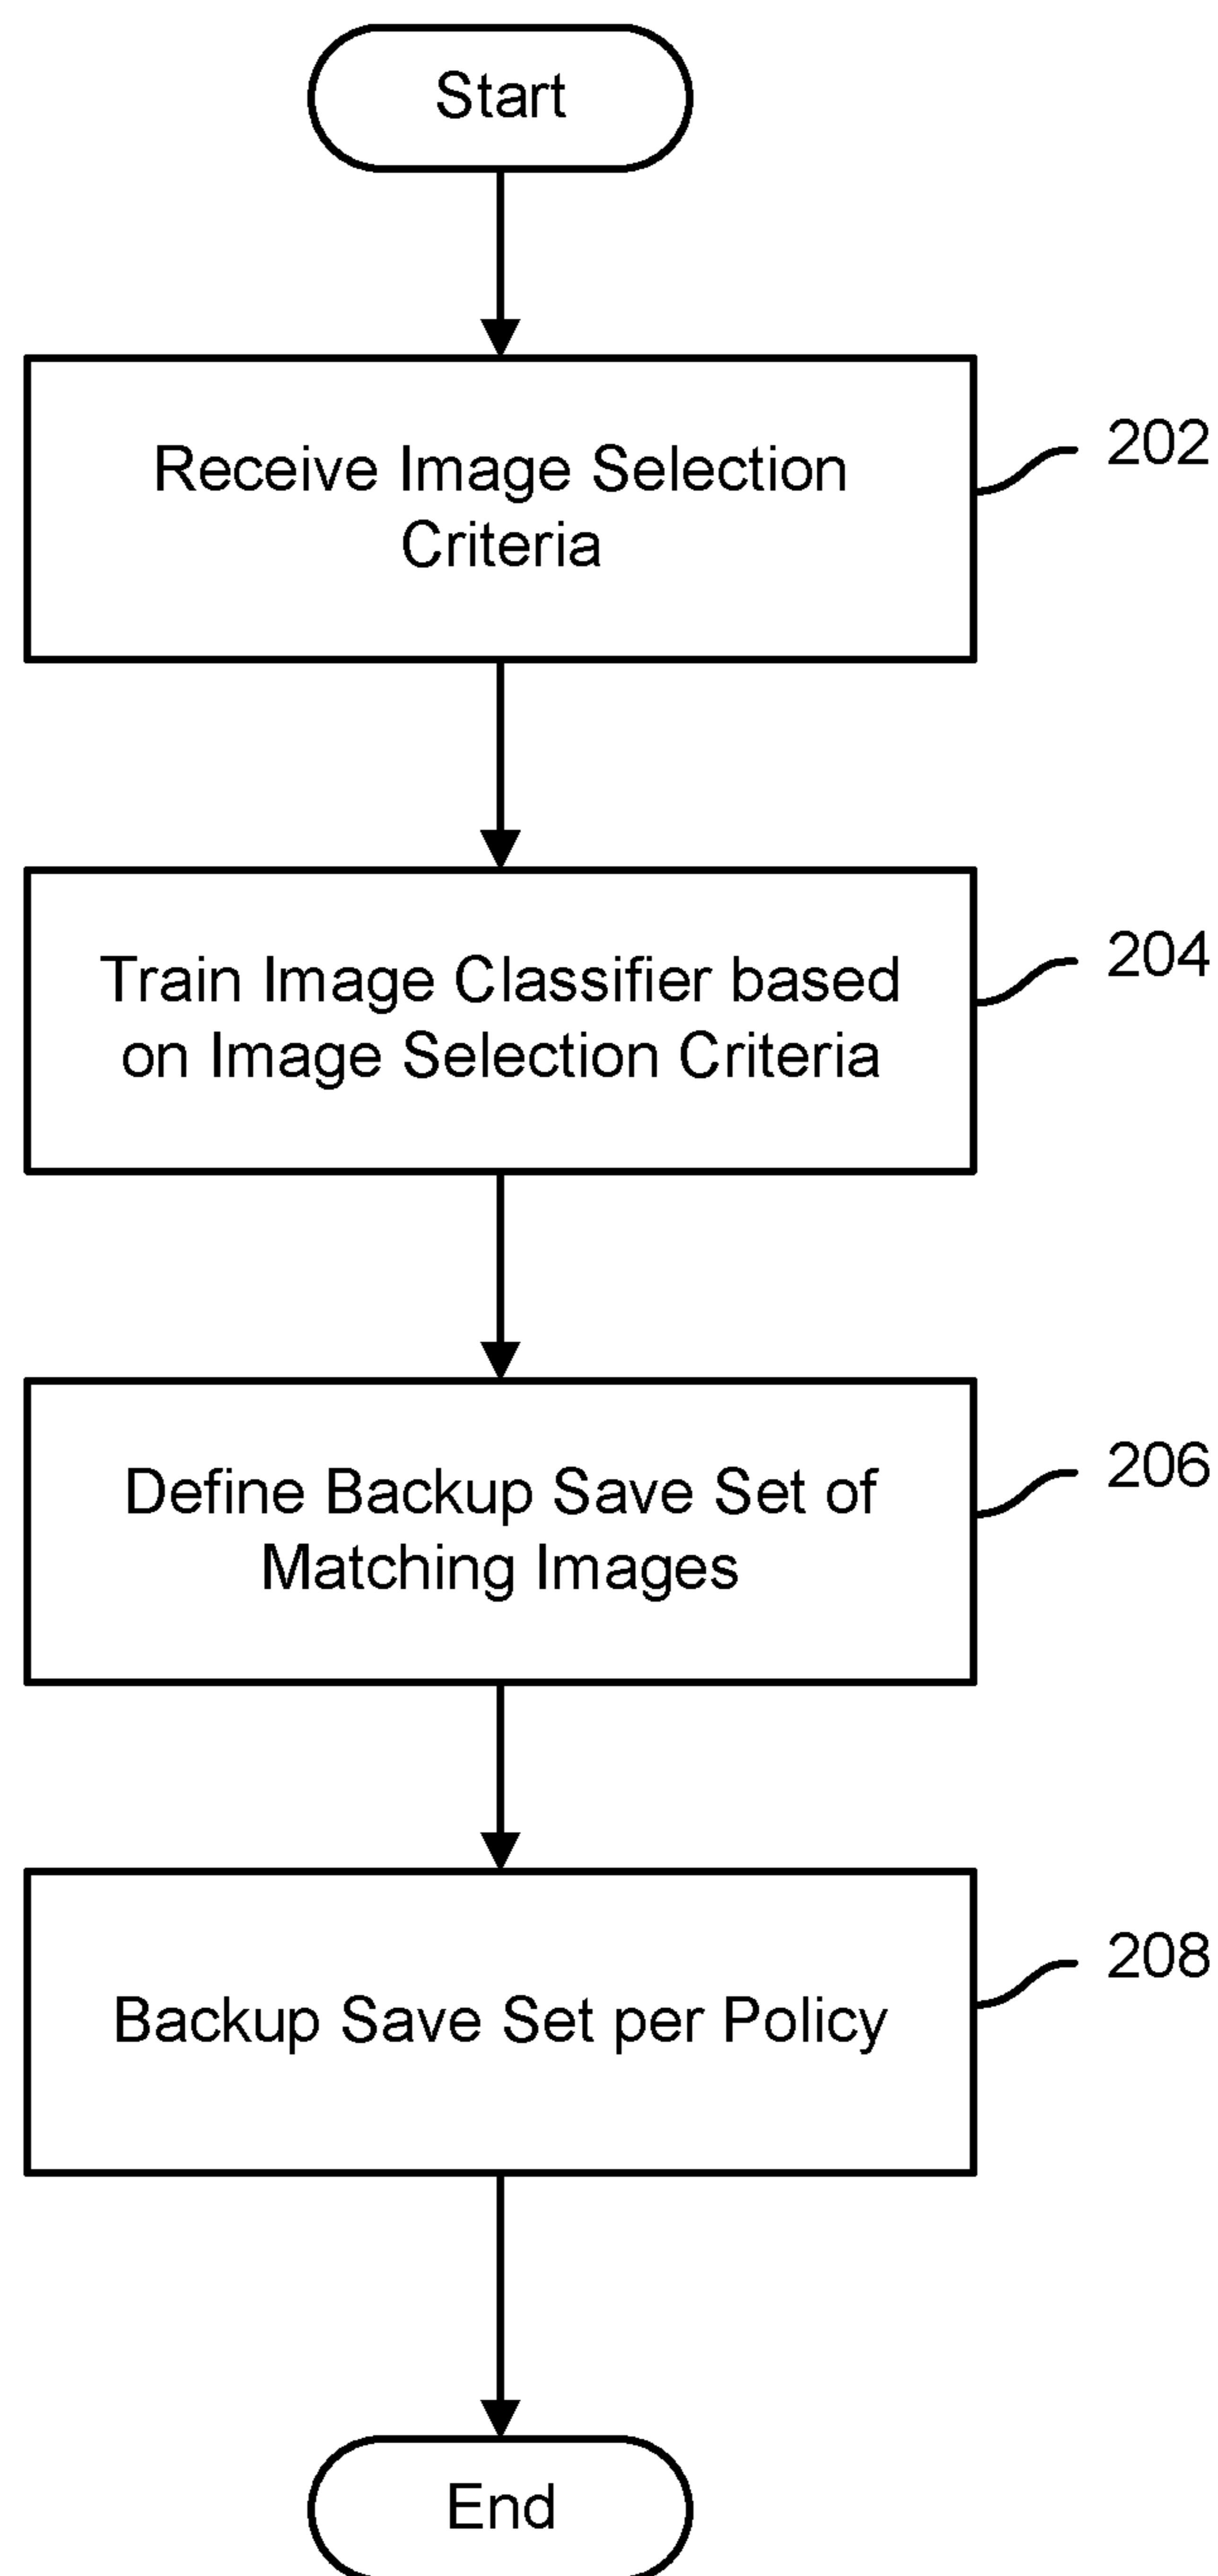 Start
Receive Image Selection
Criteria
202
Train Image Classifier based
on Image Selection Criteria
204
Define Backup Save Set of
Matching Images
206
Backup Save Set per Policy
208
End